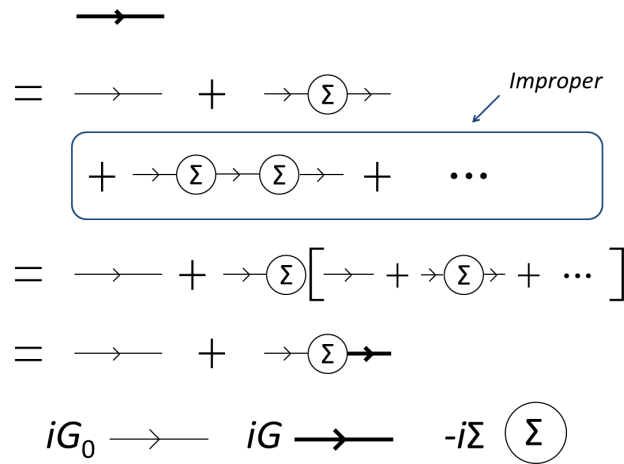 = + Σ
Improper
+ Σ Σ + ...
= + Σ [ + Σ + ... ]
= + Σ
iG₀ iG -iΣ Σ